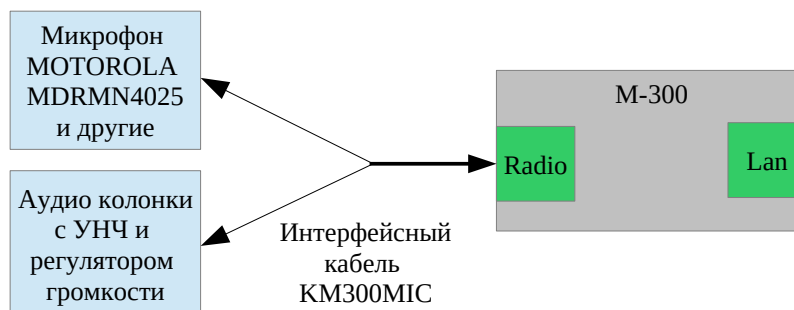 Микрофон
MOTOROLA
MDRMN4025
и другие
Аудио колонки
с УНЧ и
регулятором
громкости
Интерфейсный
кабель
KM300MIC
М-300
Radio
Lan